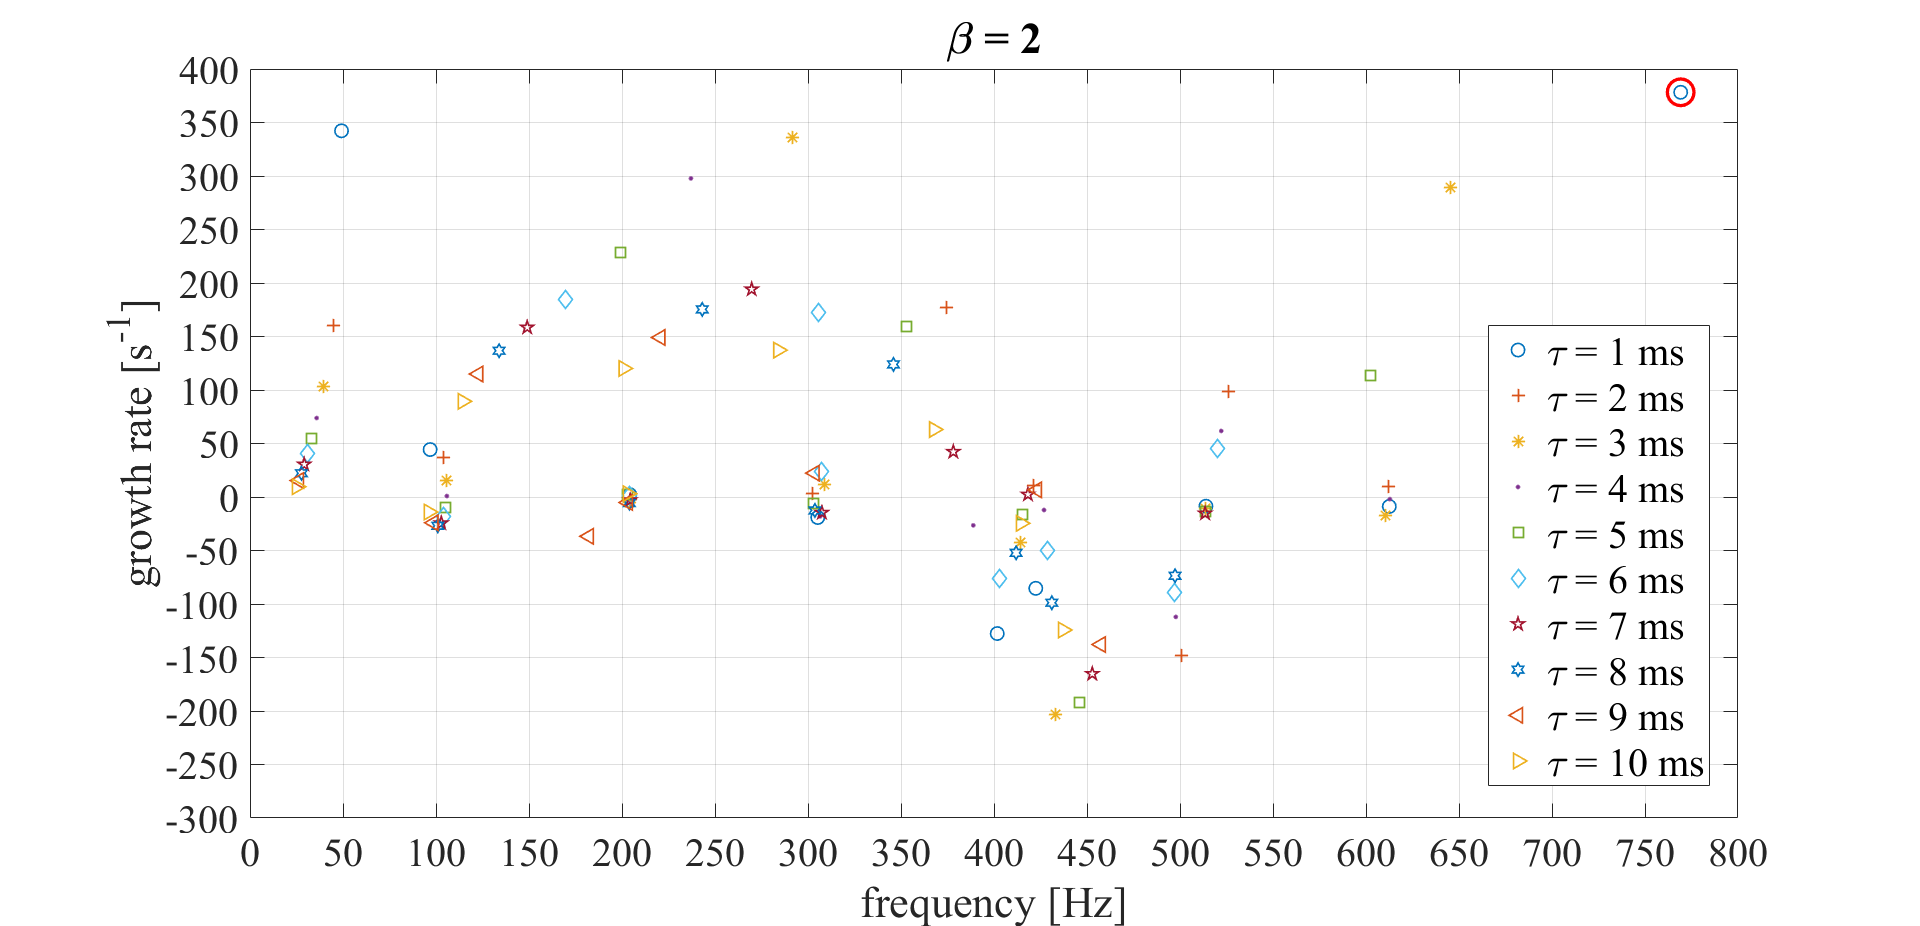 β = 2
growth rate [s⁻¹]
400
350
300
250
200
150
100
50
0
-50
-100
-150
-200
-250
-300
0 50 100 150 200 250 300 350 400 450 500 550 600 650 700 750 800
frequency [Hz]
τ = 1 ms
τ = 2 ms
τ = 3 ms
τ = 4 ms
τ = 5 ms
τ = 6 ms
τ = 7 ms
τ = 8 ms
τ = 9 ms
τ = 10 ms